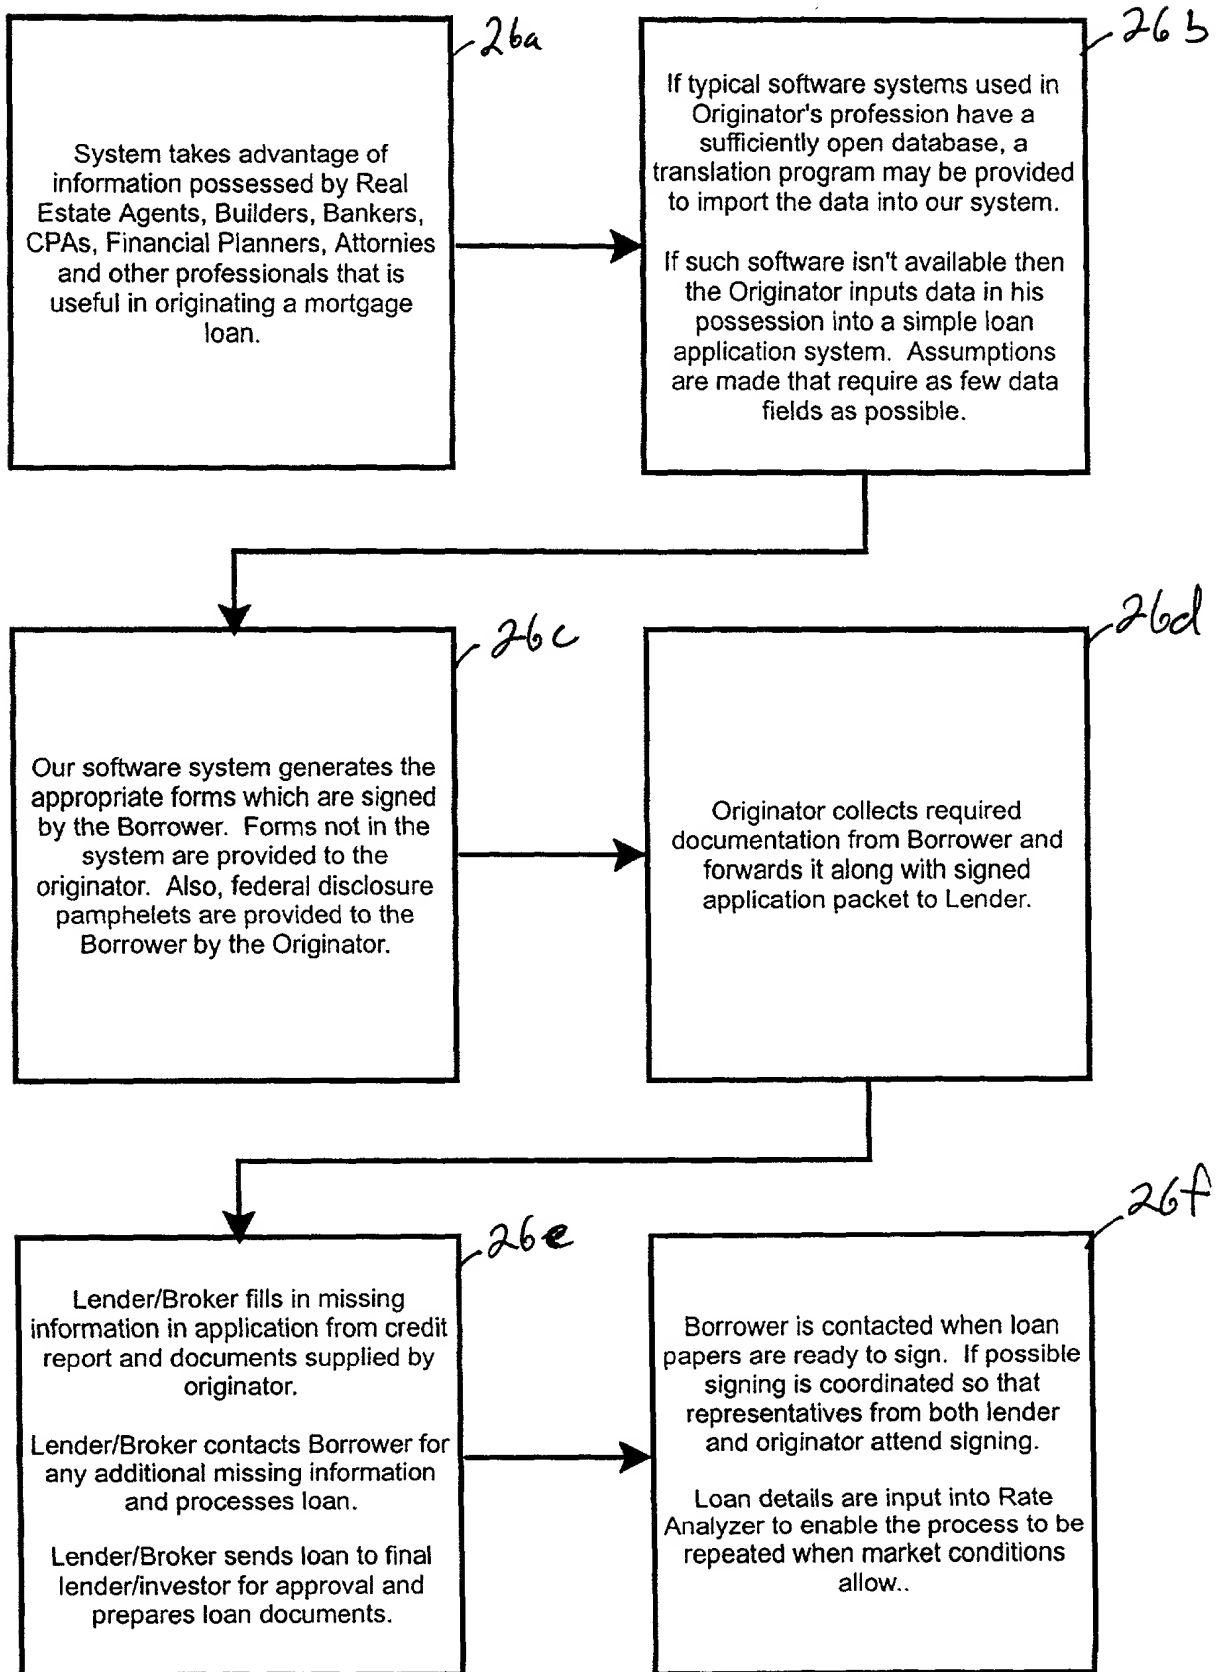 26a
System takes advantage of
information possessed by Real
Estate Agents, Builders, Bankers,
CPAs, Financial Planners, Attornies
and other professionals that is
useful in originating a mortgage
loan.
26b
If typical software systems used in
Originator's profession have a
sufficiently open database, a
translation program may be provided
to import the data into our system.
If such software isn't available then
the Originator inputs data in his
possession into a simple loan
application system. Assumptions
are made that require as few data
fields as possible.
26c
Our software system generates the
appropriate forms which are signed
by the Borrower. Forms not in the
system are provided to the
originator. Also, federal disclosure
pamphelets are provided to the
Borrower by the Originator.
26d
Originator collects required
documentation from Borrower and
forwards it along with signed
application packet to Lender.
26e
Lender/Broker fills in missing
information in application from credit
report and documents supplied by
originator.
Lender/Broker contacts Borrower for
any additional missing information
and processes loan.
Lender/Broker sends loan to final
lender/investor for approval and
prepares loan documents.
26f
Borrower is contacted when loan
papers are ready to sign. If possible
signing is coordinated so that
representatives from both lender
and originator attend signing.
Loan details are input into Rate
Analyzer to enable the process to be
repeated when market conditions
allow..